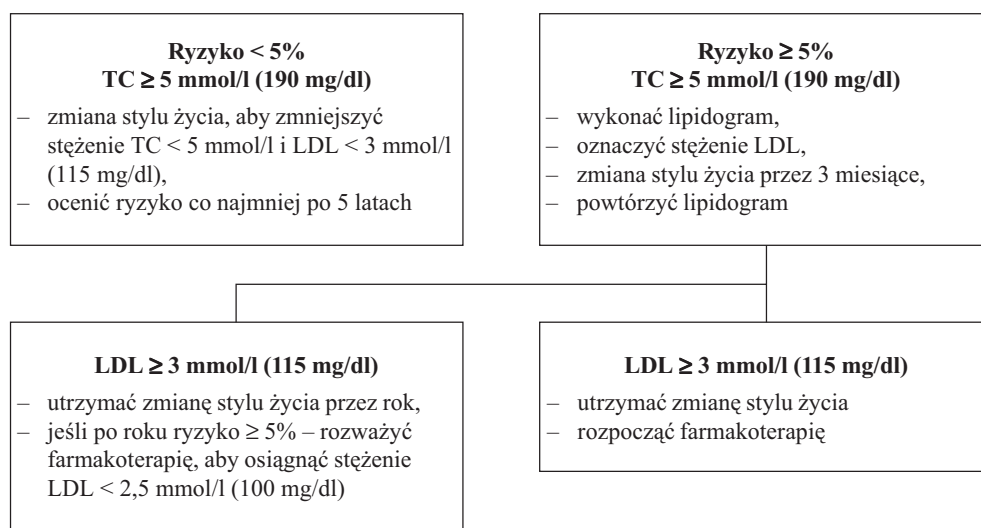 Ryzyko < 5%
TC ≥ 5 mmol/l (190 mg/dl)
– zmiana stylu życia, aby zmniejszyć
stężenie TC < 5 mmol/l i LDL < 3 mmol/l
(115 mg/dl),
– ocenić ryzyko co najmniej po 5 latach
Ryzyko ≥ 5%
TC ≥ 5 mmol/l (190 mg/dl)
– wykonać lipidogram,
– oznaczyć stężenie LDL,
– zmiana stylu życia przez 3 miesiące,
– powtórzyć lipidogram
LDL ≥ 3 mmol/l (115 mg/dl)
– utrzymać zmianę stylu życia przez rok,
– jeśli po roku ryzyko ≥ 5% – rozważyć
farmakoterapię, aby osiągnąć stężenie
LDL < 2,5 mmol/l (100 mg/dl)
LDL ≥ 3 mmol/l (115 mg/dl)
– utrzymać zmianę stylu życia
– rozpocząć farmakoterapię